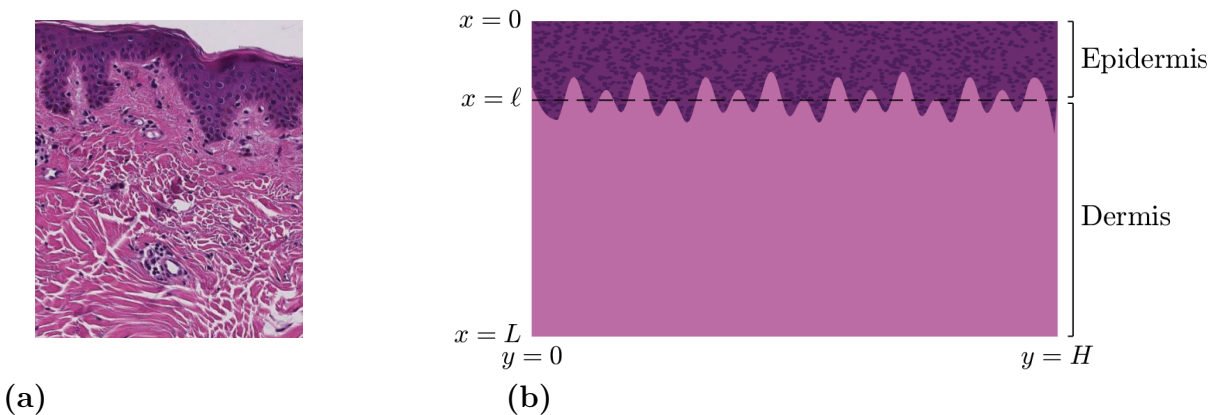 x = 0
Epidermis
x = ℓ
Dermis
x = L
y = 0
y = H
(a)
(b)